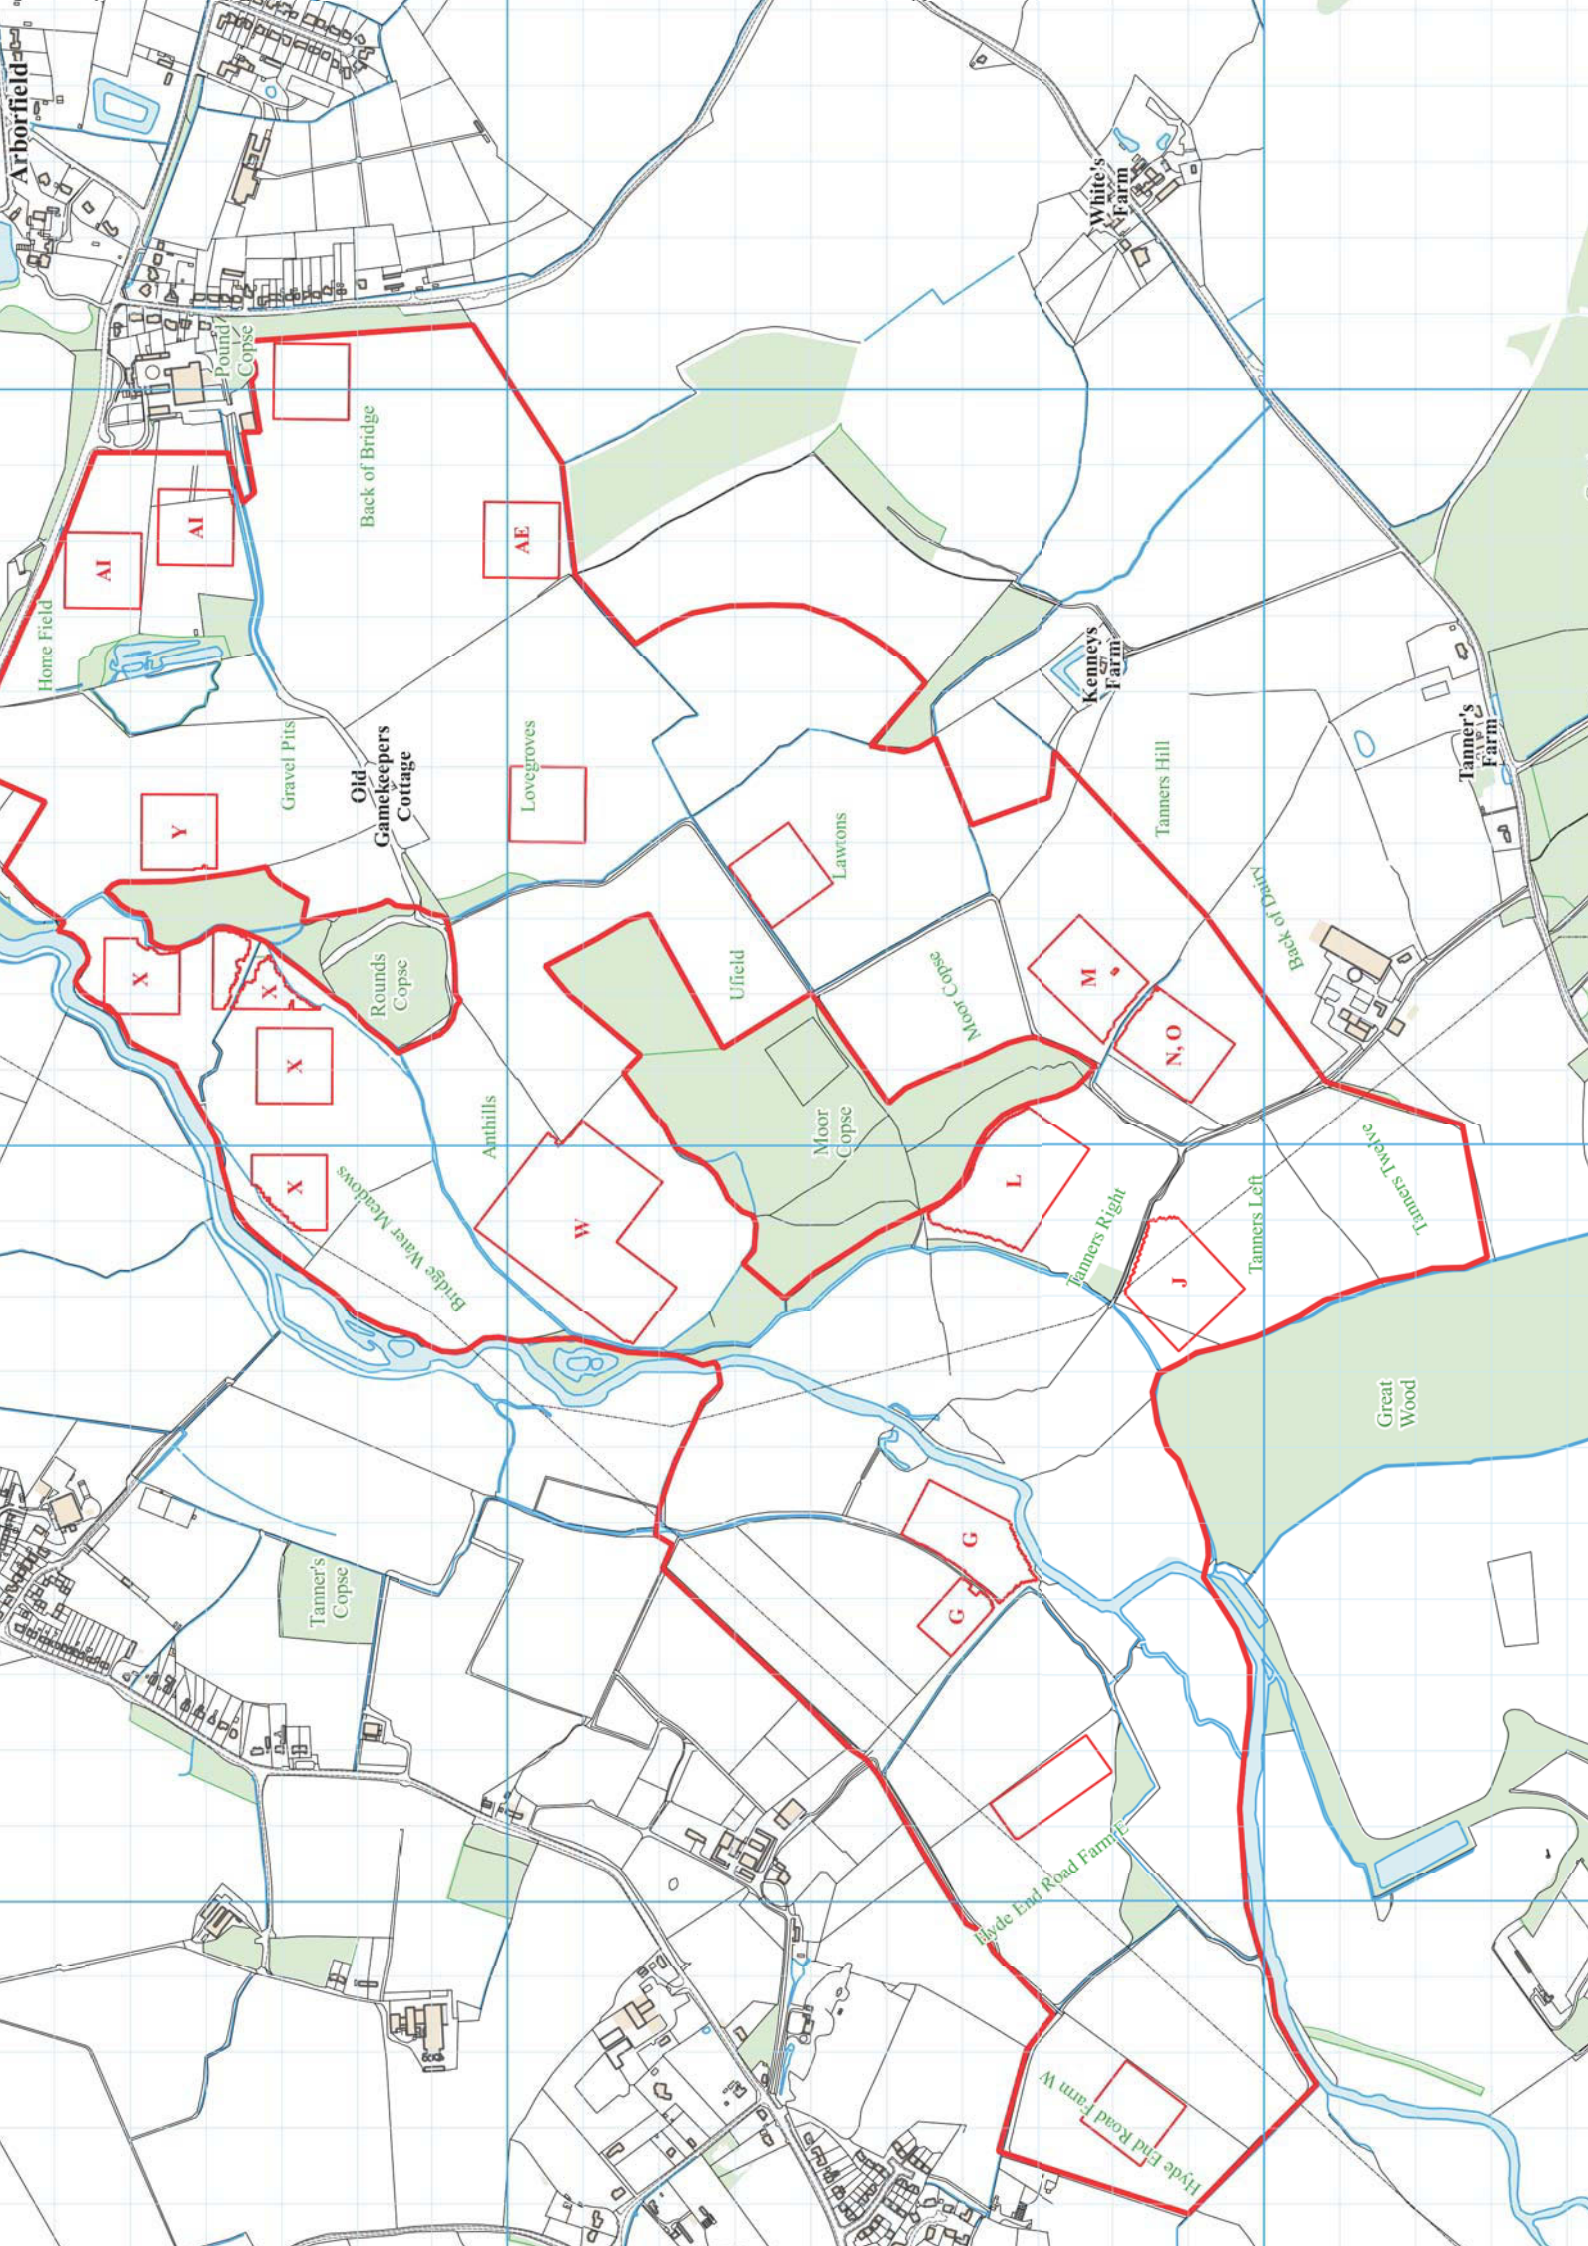 Arborfield
Pound
Copse
Back of Bridge
AI
AI
AE
Home Field
White's
Farm
Kenneys
Farm
Tanner's
Farm
Gravel Pits
Old
Gamekeepers
Cottage
Lovegroves
Lawtons
Tanners Hill
Y
Back of Dairy
Rounds
Copse
X
X
X
X
Ufield
Moor Copse
M
N, O
Anthills
Moor
Copse
L
Bridge Water Meadows
W
Tanners Right
J
Tanners Left
Tanners Twelve
Great
Wood
Tanner's
Copse
G
G
Hyde End Road Farm E
Hyde End Road Farm W